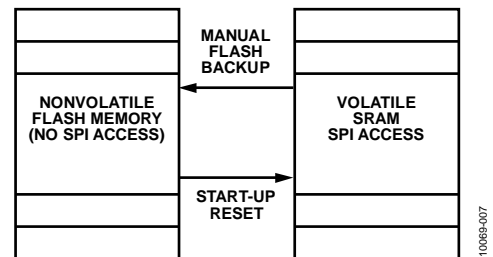 MANUAL
FLASH
BACKUP
NONVOLATILE
FLASH MEMORY
(NO SPI ACCESS)
VOLATILE
SRAM
SPI ACCESS
START-UP
RESET
10069-007